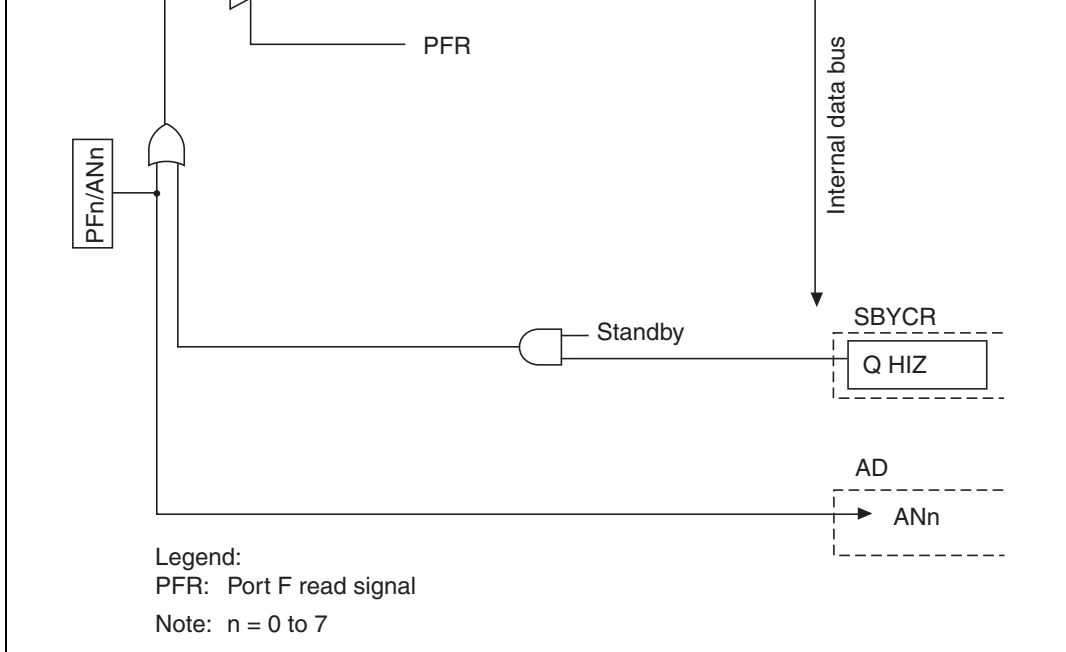 PFR
Internal data bus
PFn/ANn
Standby
SBYCR
Q HIZ
AD
ANn
Legend:
PFR: Port F read signal
Note: n = 0 to 7